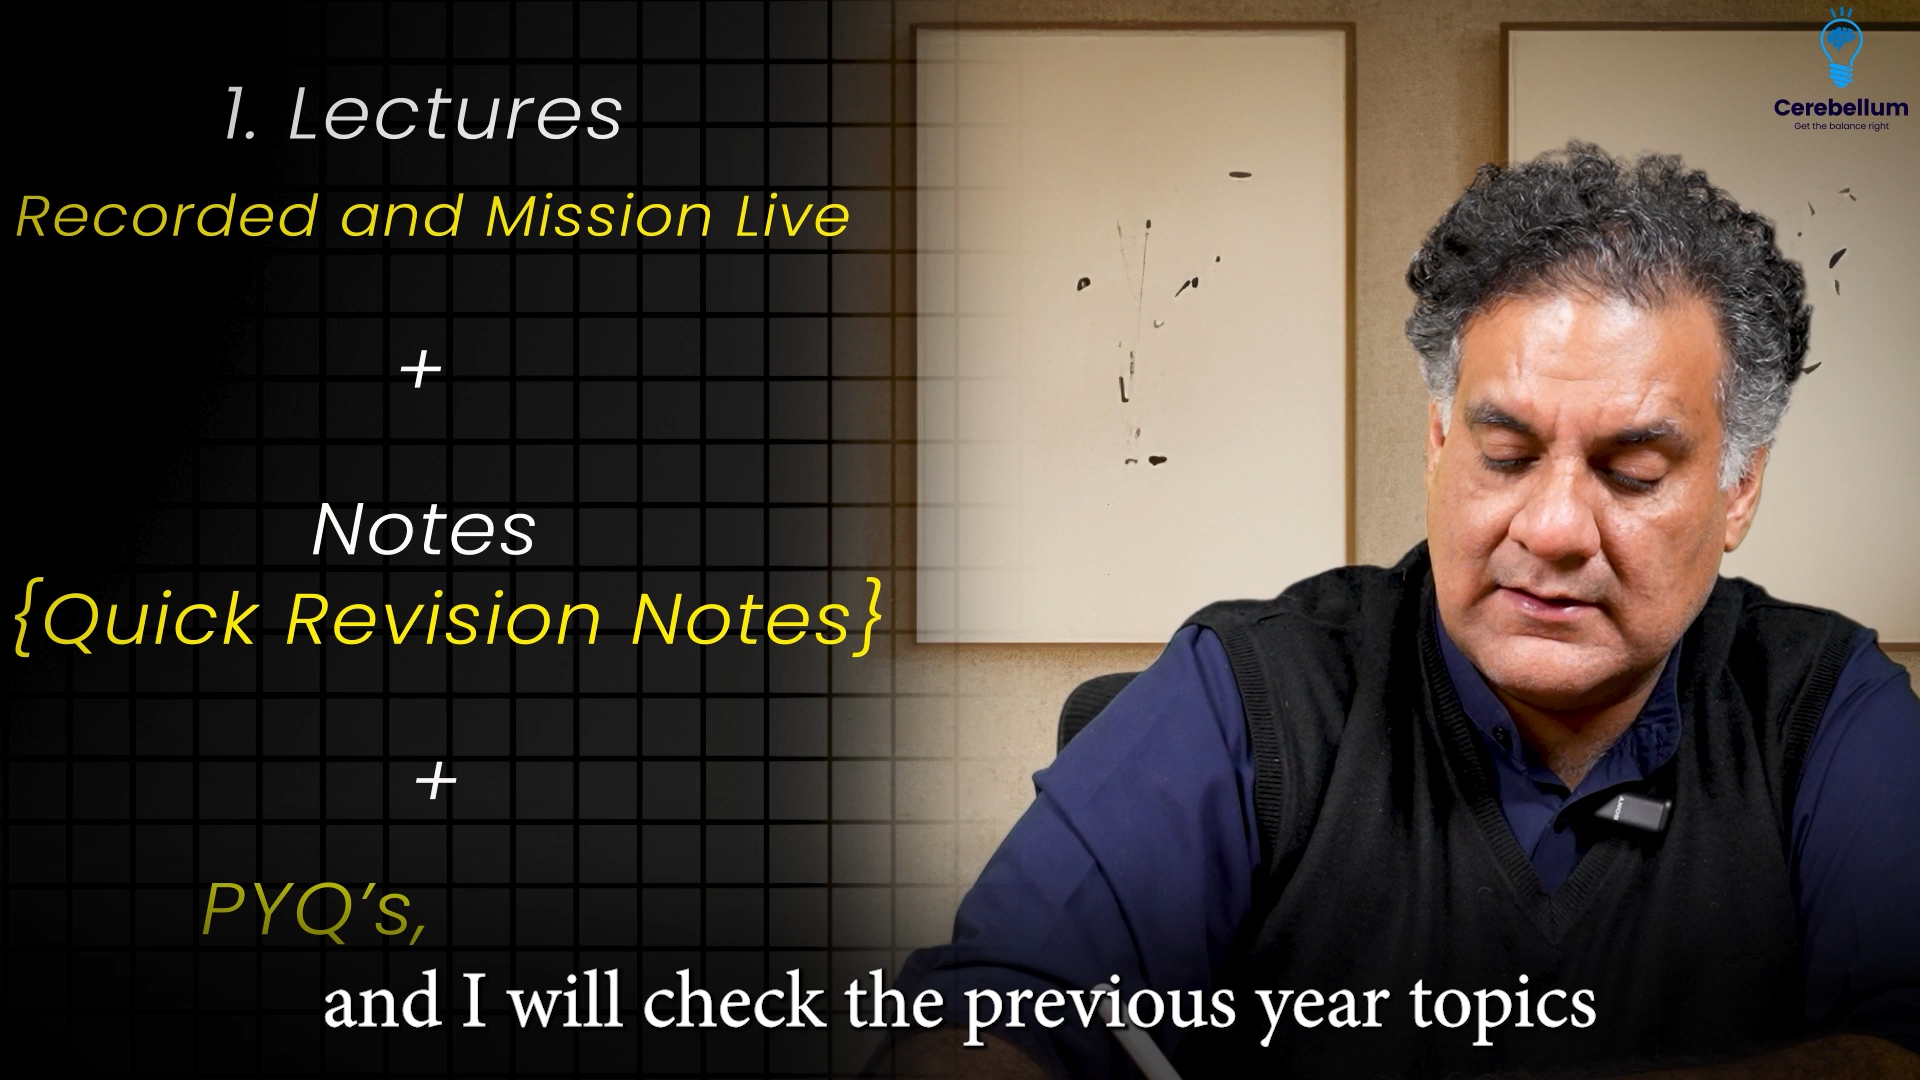 1. Lectures
Recorded and Mission Live
+
Notes
{Quick Revision Notes}
+
PYQ's,
and I will check the previous year topics
Cerebellum
Get the balance right
SONY